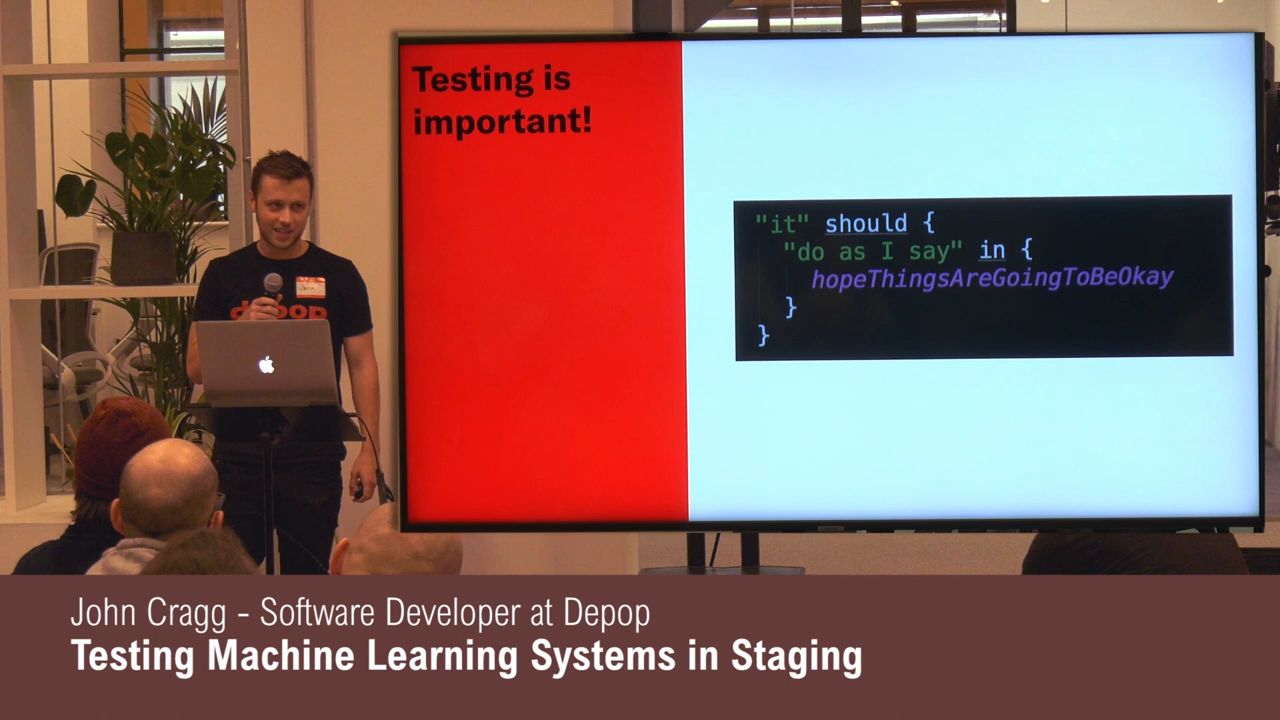 Testing is
important!
"it" should {
"do as I say" in {
hopeThingsAreGoingToBeOkay
}
}
depop
John Cragg - Software Developer at Depop
Testing Machine Learning Systems in Staging